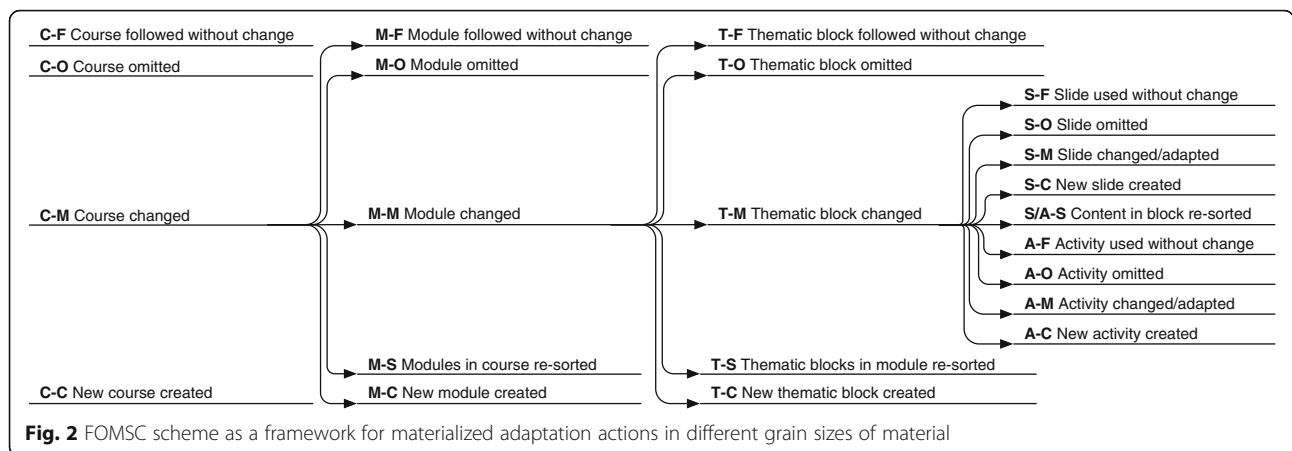 C-F Course followed without change
C-O Course omitted
C-M Course changed
C-C New course created
M-F Module followed without change
M-O Module omitted
M-M Module changed
M-S Modules in course re-sorted
M-C New module created
T-F Thematic block followed without change
T-O Thematic block omitted
T-M Thematic block changed
T-S Thematic blocks in module re-sorted
T-C New thematic block created
S-F Slide used without change
S-O Slide omitted
S-M Slide changed/adapted
S-C New slide created
S/A-S Content in block re-sorted
A-F Activity used without change
A-O Activity omitted
A-M Activity changed/adapted
A-C New activity created
Fig. 2 FOMSC scheme as a framework for materialized adaptation actions in different grain sizes of material